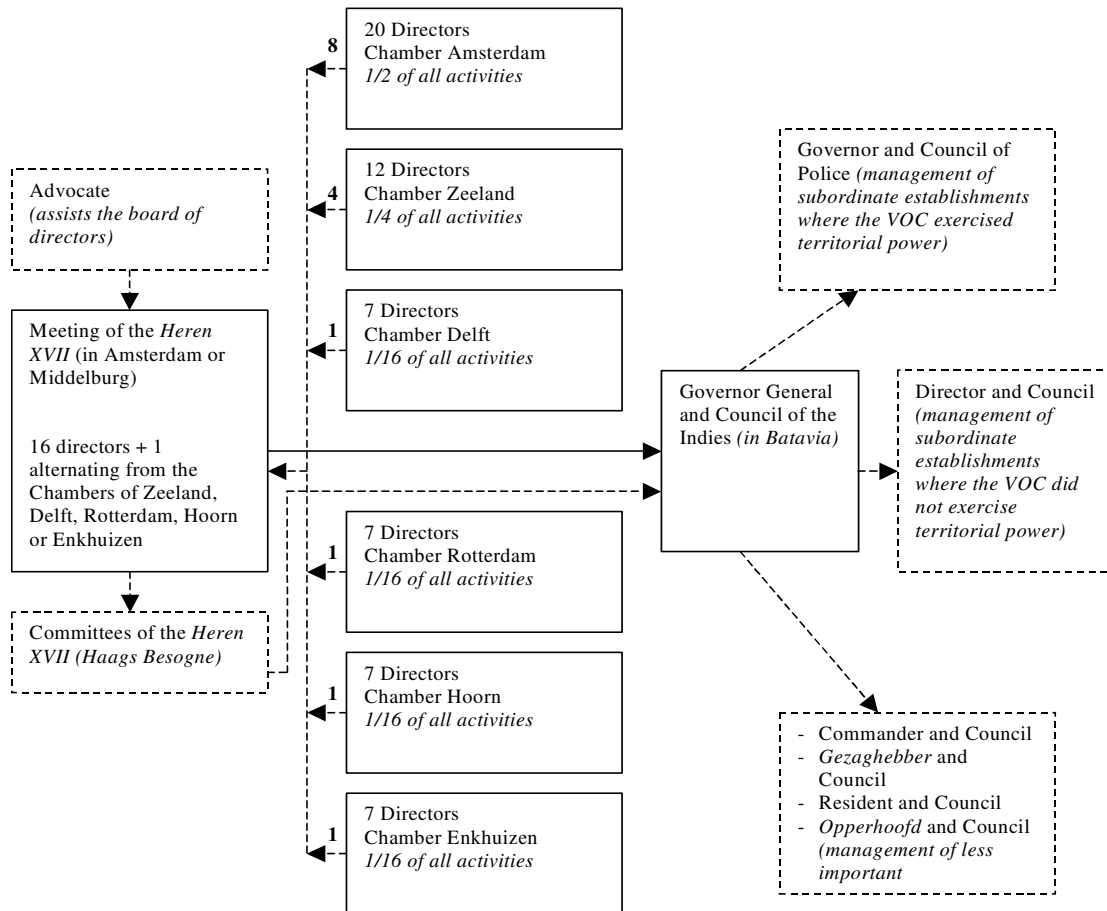 Advocate
(assists the board of
directors)
Meeting of the Heren
XVII (in Amsterdam or
Middelburg)
16 directors + 1
alternating from the
Chambers of Zeeland,
Delft, Rotterdam, Hoorn
or Enkhuizen
Committees of the Heren
XVII (Haags Besogne)
8
20 Directors
Chamber Amsterdam
1/2 of all activities
4
12 Directors
Chamber Zeeland
1/4 of all activities
1
7 Directors
Chamber Delft
1/16 of all activities
1
7 Directors
Chamber Rotterdam
1/16 of all activities
1
7 Directors
Chamber Hoorn
1/16 of all activities
1
7 Directors
Chamber Enkhuizen
1/16 of all activities
Governor General
and Council of the
Indies (in Batavia)
Governor and Council of
Police (management of
subordinate establishments
where the VOC exercised
territorial power)
Director and Council
(management of
subordinate
establishments
where the VOC did
not exercise
territorial power)
- Commander and Council
- Gezaghebber and
Council
- Resident and Council
- Opperhoofd and Council
(management of less
important